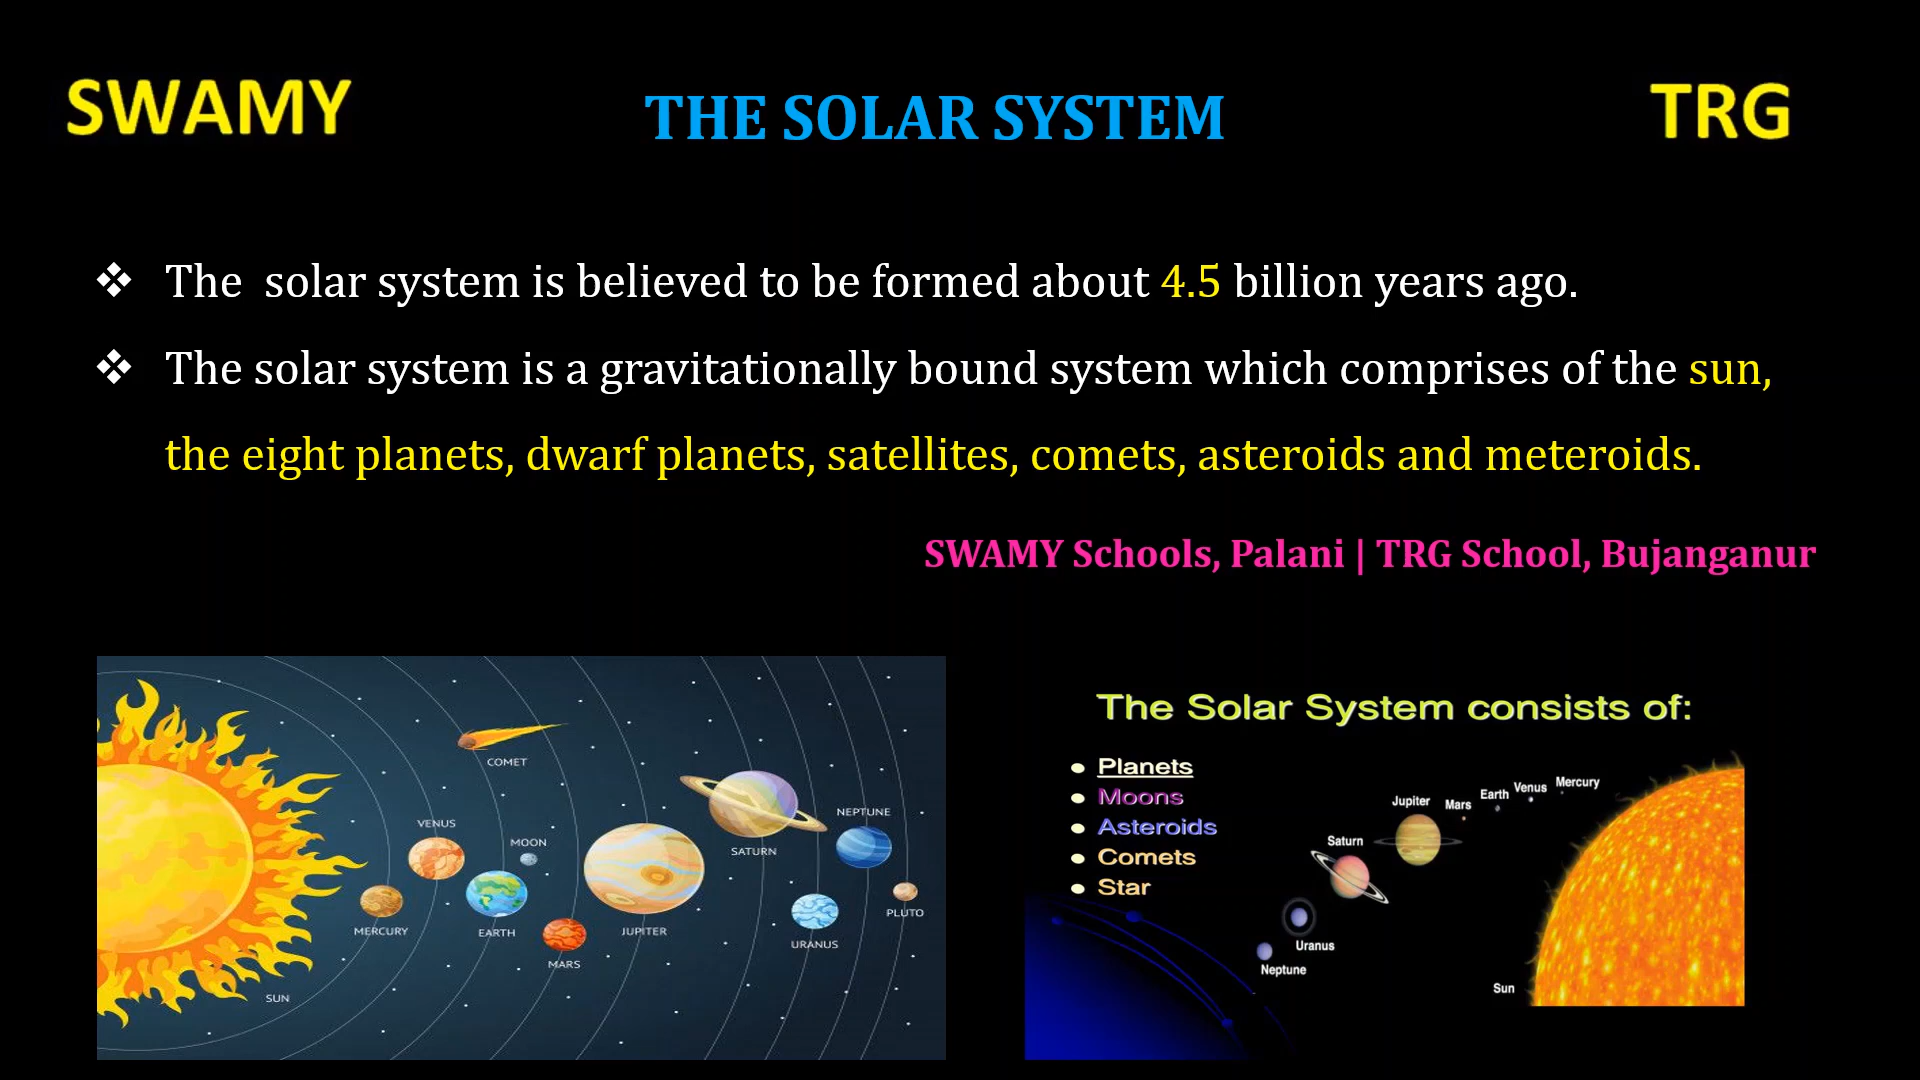 SWAMY
THE SOLAR SYSTEM
TRG
❖ The solar system is believed to be formed about 4.5 billion years ago.
❖ The solar system is a gravitationally bound system which comprises of the sun,
the eight planets, dwarf planets, satellites, comets, asteroids and meteroids.
SWAMY Schools, Palani | TRG School, Bujanganur
COMET
VENUS
MOON
NEPTUNE
SATURN
MERCURY
EARTH
JUPITER
PLUTO
URANUS
MARS
SUN
The Solar System consists of:
● Planets
● Moons
● Asteroids
● Comets
● Star
Mercury
Venus
Earth
Mars
Jupiter
Saturn
Uranus
Neptune
Sun